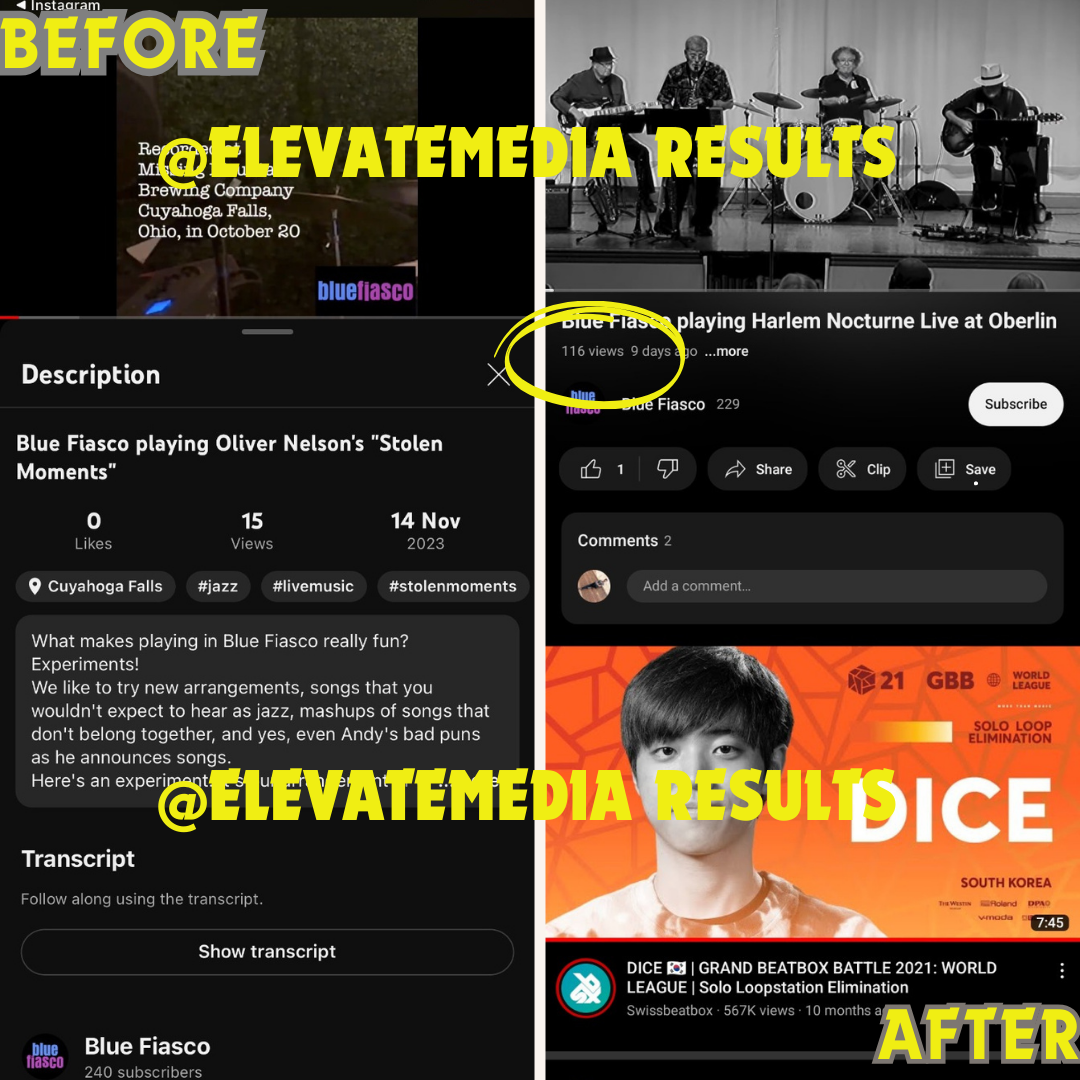 ◀ Instagram
BEFORE
Recorded at
Brewing Company
Cuyahoga Falls,
Ohio, in October 20
bluefiasco
@ELEVATEMEDIA RESULTS
Description
Blue Fiasco playing Oliver Nelson's "Stolen
Moments"
0
Likes
15
Views
14 Nov
2023
Cuyahoga Falls
#jazz
#livemusic
#stolenmoments
What makes playing in Blue Fiasco really fun?
Experiments!
We like to try new arrangements, songs that you
wouldn't expect to hear as jazz, mashups of songs that
don't belong together, and yes, even Andy's bad puns
as he announces songs.
Here's an experiment
@ELEVATEMEDIA RESULTS
Transcript
Follow along using the transcript.
Show transcript
blue
fiasco
Blue Fiasco
240 subscribers
Blue Fiasco playing Harlem Nocturne Live at Oberlin
116 views 9 days ago ...more
blue
fiasco
Blue Fiasco 229
Subscribe
1
Share
Clip
Save
Comments 2
Add a comment...
21 GBB WORLD
LEAGUE
SOLO LOOP
ELIMINATION
DICE
SOUTH KOREA
Roland
v-moda
7:45
DICE 🇰🇷 | GRAND BEATBOX BATTLE 2021: WORLD
LEAGUE | Solo Loopstation Elimination
Swissbeatbox · 567K views · 10 months
AFTER